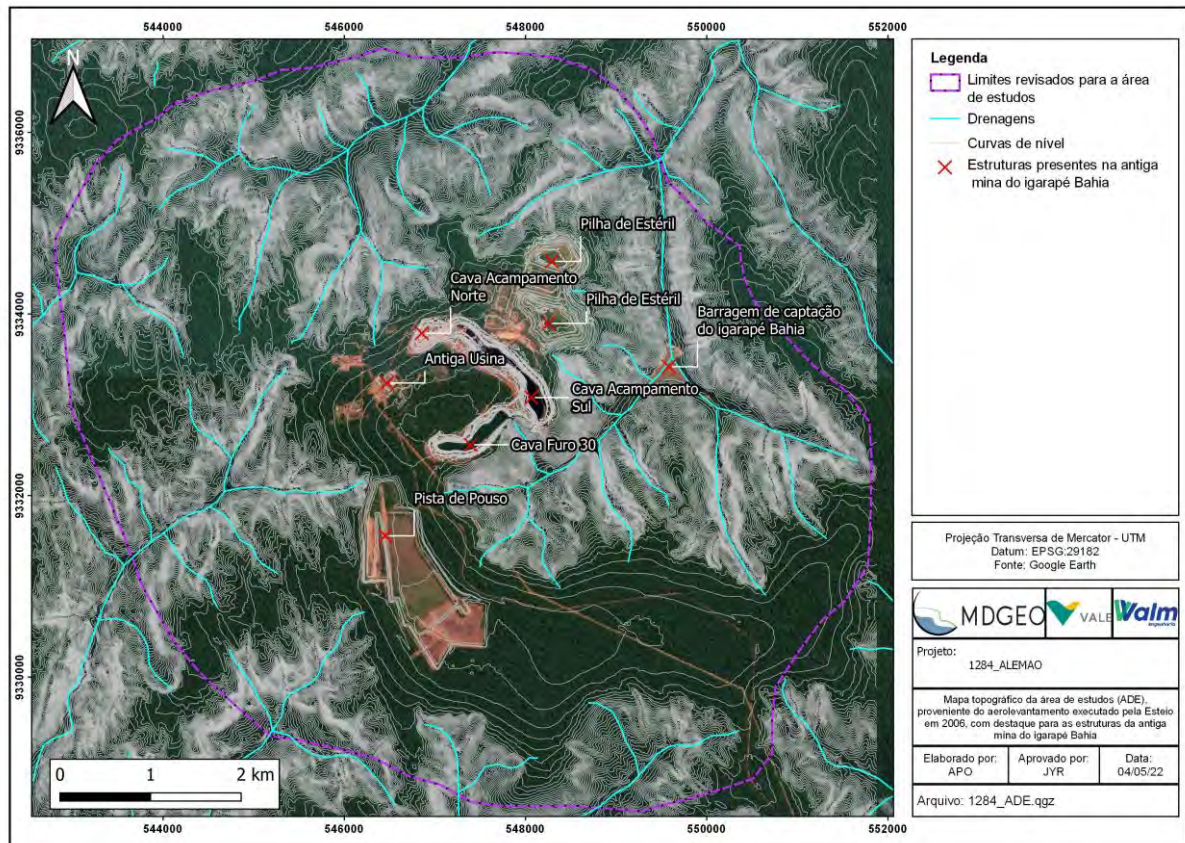 544000
546000
548000
550000
552000
N
9336000
9334000
9332000
9330000
Pilha de Estéril
Cava Acampamento
Norte
Pilha de Estéril
Barragem de captação
do igarapé Bahia
Antiga Usina
Cava Acampamento
Sul
Cava Furo 30
Pista de Pouso
0 1 2 km
544000
546000
548000
550000
552000
Legenda
Limites revisados para a área
de estudos
Drenagens
Curvas de nível
Estruturas presentes na antiga
mina do igarapé Bahia
Projeção Transversa de Mercator - UTM
Datum: EPSG:29182
Fonte: Google Earth
MDGEO
VALE
Walm
engenharia
Projeto:
1284_ALEMAO
Mapa topográfico da área de estudos (ADE),
proveniente do aerolevantamento executado pela Esteio
em 2006, com destaque para as estruturas da antiga
mina do igarapé Bahia
Elaborado por:
APO
Aprovado por:
JYR
Data:
04/05/22
Arquivo: 1284_ADE.qgz